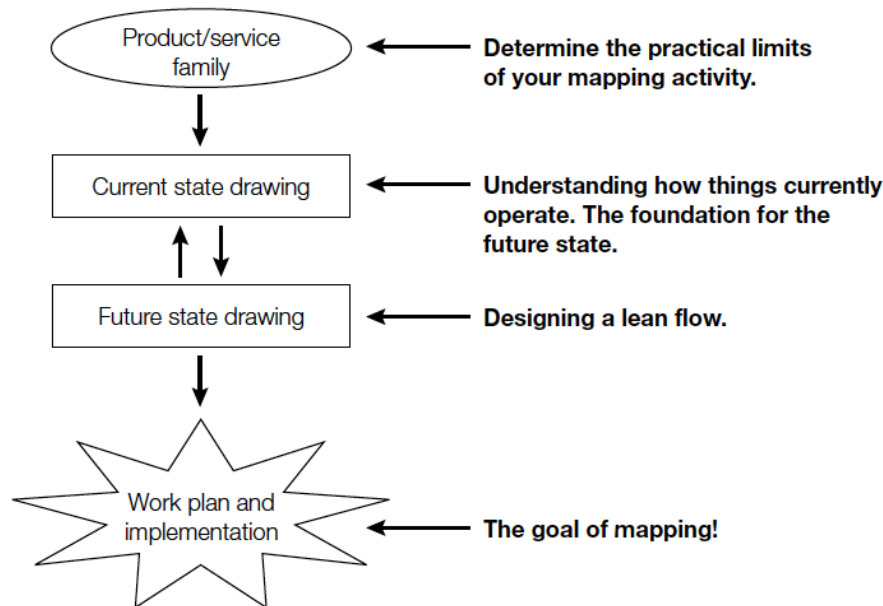 Product/service
family
Determine the practical limits
of your mapping activity.
Current state drawing
Understanding how things currently
operate. The foundation for the
future state.
Future state drawing
Designing a lean flow.
Work plan and
implementation
The goal of mapping!